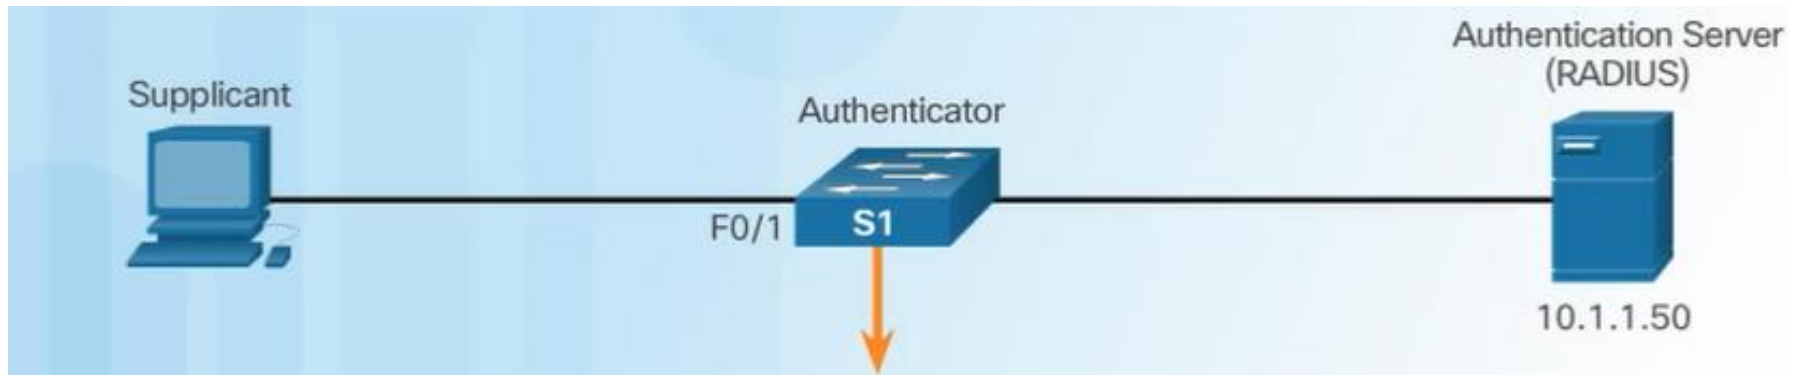 Supplicant
Authenticator
Authentication Server
(RADIUS)
F0/1
S1
10.1.1.50